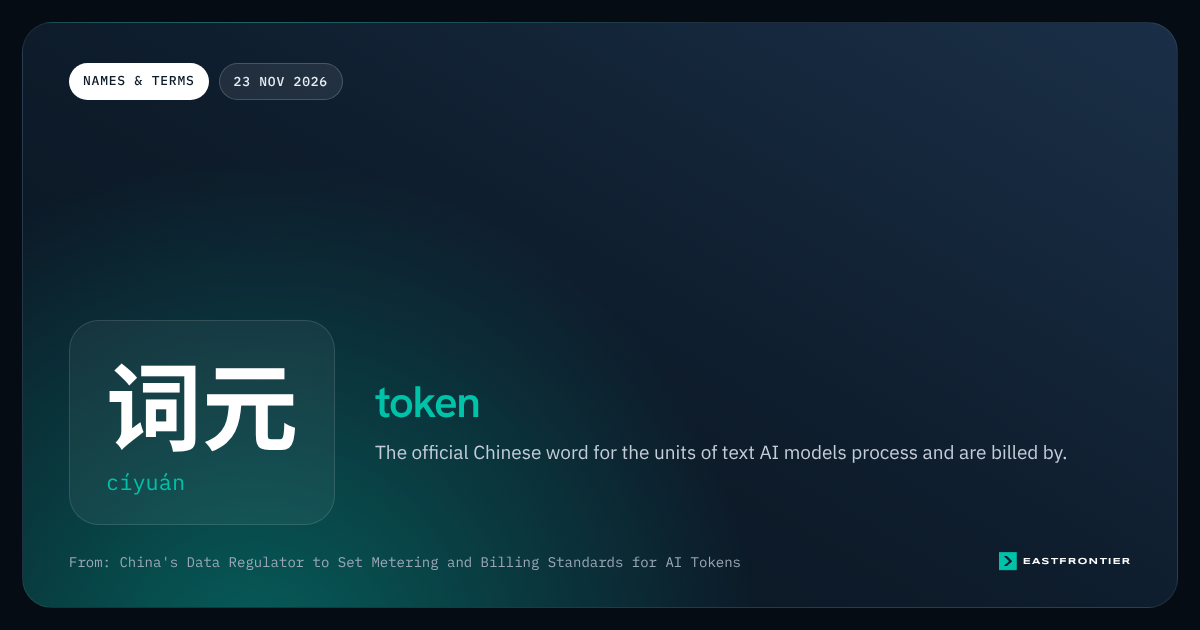 NAMES & TERMS
23 NOV 2026
词元
cíyuán
token
The official Chinese word for the units of text AI models process and are billed by.
From: China's Data Regulator to Set Metering and Billing Standards for AI Tokens
EASTFRONTIER